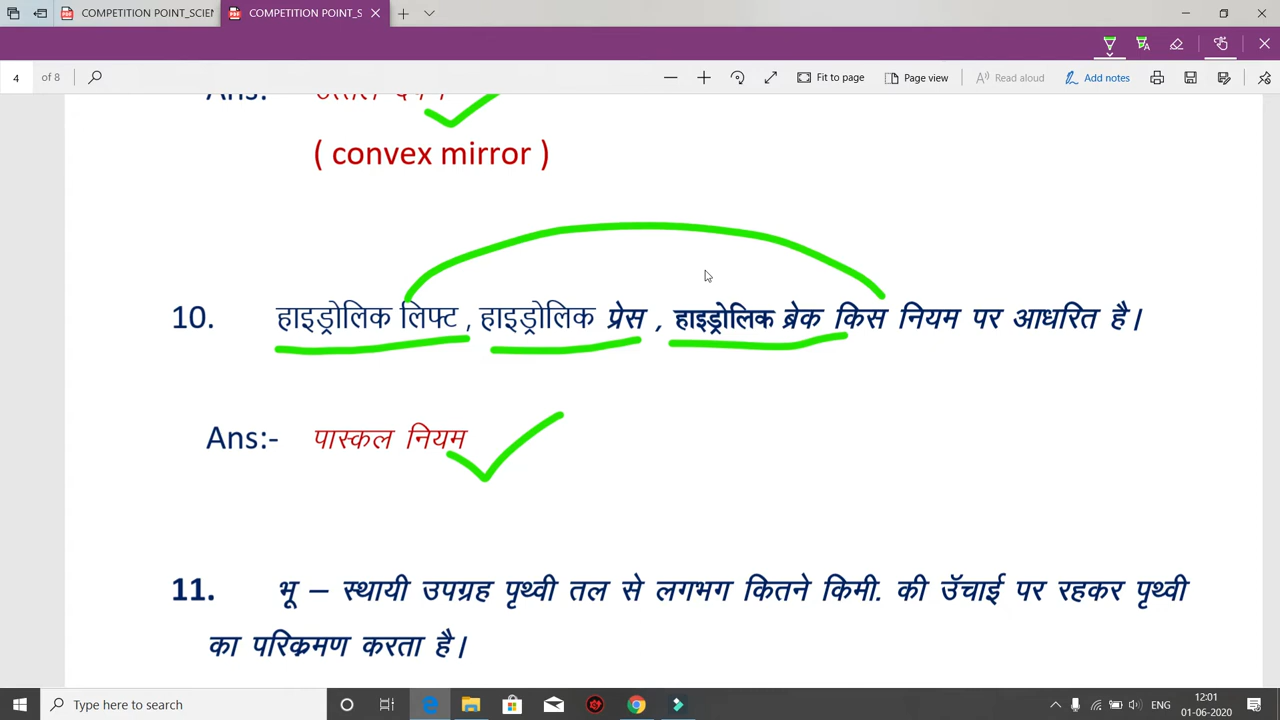 COMPETITION POINT_SCIEN
COMPETITION POINT_SCIENC
4 of 8
Fit to page
Page view
Read aloud
Add notes
Ans:
( convex mirror )
10. हाइड्रोलिक लिफ्ट , हाइड्रोलिक प्रेस , हाइड्रोलिक ब्रेक किस नियम पर आधरित है।
Ans:- पास्कल नियम
11. भू – स्थायी उपग्रह पृथ्वी तल से लगभग कितने किमी. की उॅचाई पर रहकर पृथ्वी
का परिक्रमण करता है।
Type here to search
ENG
12:01
01-06-2020